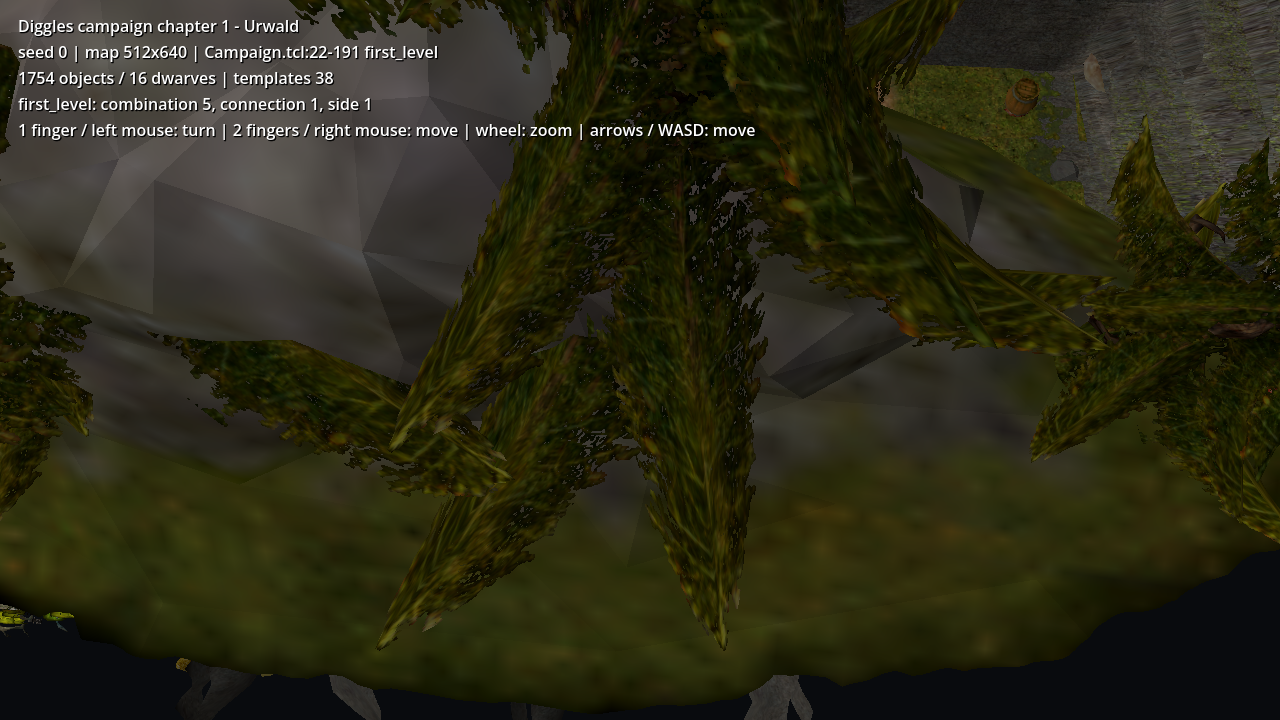 Diggles campaign chapter 1 - Urwald
seed 0 | map 512x640 | Campaign.tcl:22-191 first_level
1754 objects / 16 dwarves | templates 38
first_level: combination 5, connection 1, side 1
1 finger / left mouse: turn | 2 fingers / right mouse: move | wheel: zoom | arrows / WASD: move